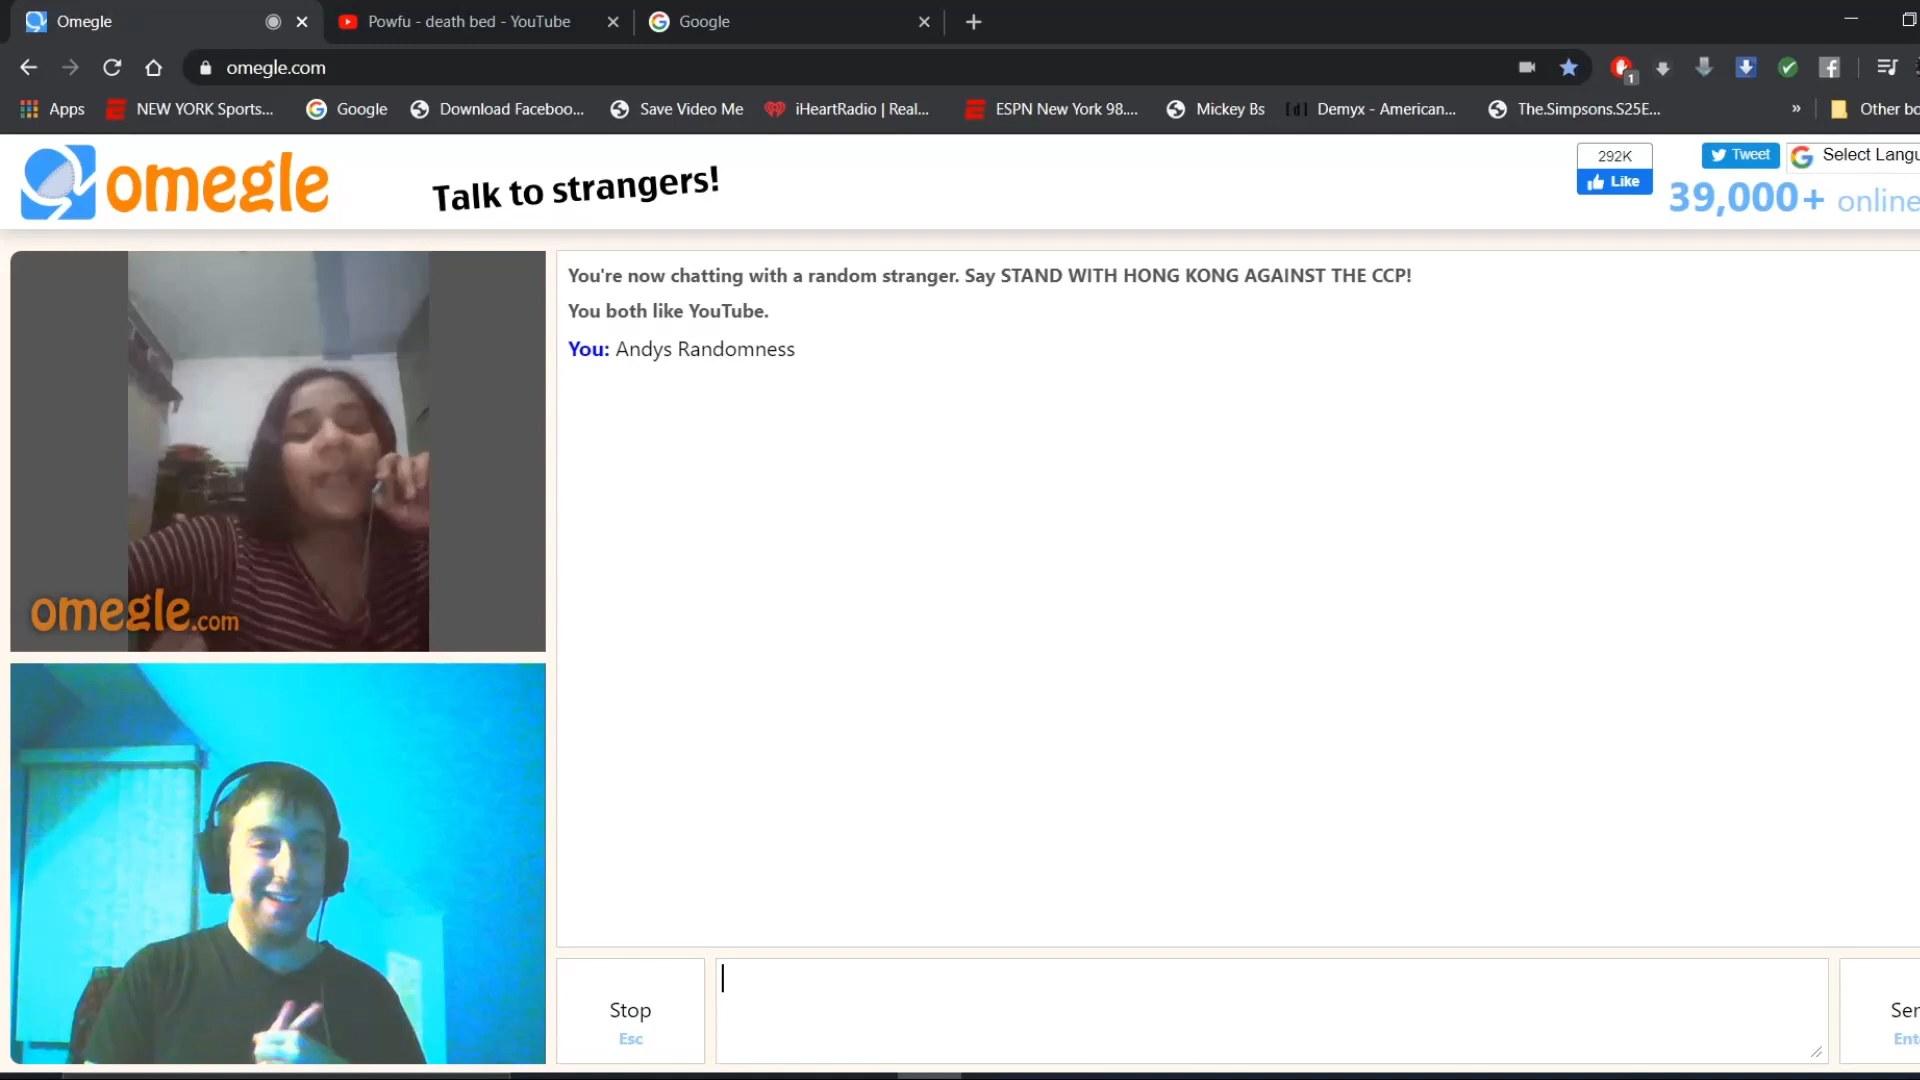 Omegle
Powfu - death bed - YouTube
Google
omegle.com
1
Apps
NEW YORK Sports...
Google
Download Faceboo...
Save Video Me
iHeartRadio | Real...
ESPN New York 98....
Mickey Bs
[d] Demyx - American...
The.Simpsons.S25E...
»
Other bo
omegle
Talk to strangers!
292K
Like
Tweet
Select Langu
39,000+ online
You're now chatting with a random stranger. Say STAND WITH HONG KONG AGAINST THE CCP!
You both like YouTube.
You: Andys Randomness
omegle.com
Stop
Esc
Ser
Ent